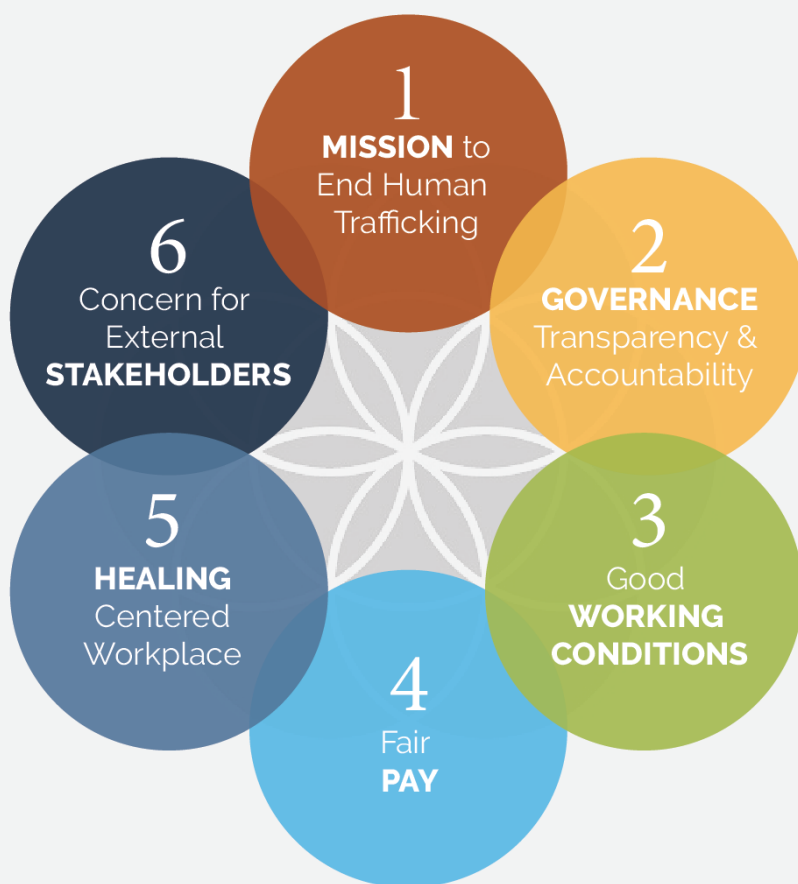 1
MISSION to
End Human
Trafficking
2
GOVERNANCE
Transparency &
Accountability
3
Good
WORKING
CONDITIONS
4
Fair
PAY
5
HEALING
Centered
Workplace
6
Concern for
External
STAKEHOLDERS